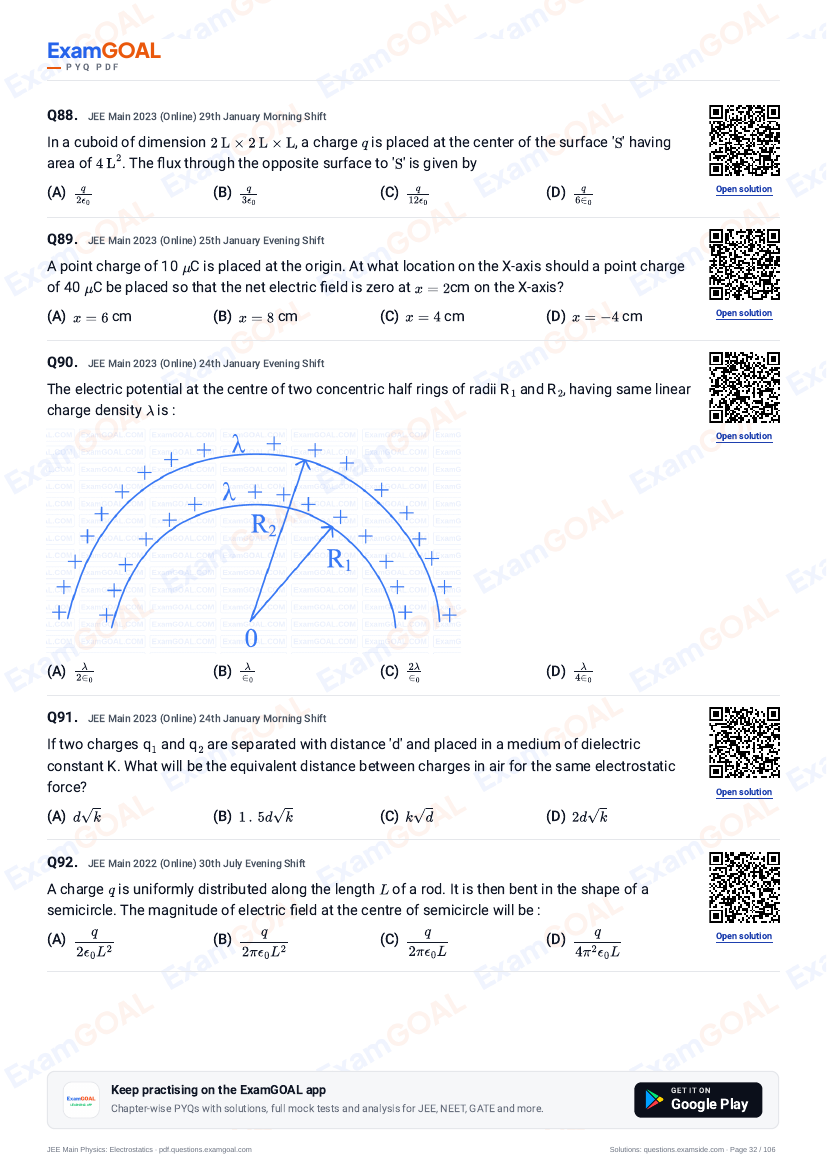 ExamGOAL
PYQ PDF
Q88. JEE Main 2023 (Online) 29th January Morning Shift
In a cuboid of dimension 2 L × 2 L × L, a charge q is placed at the center of the surface 'S' having
area of 4 L². The flux through the opposite surface to 'S' is given by
(A) q/2ϵ₀ (B) q/3ϵ₀ (C) q/12ϵ₀ (D) q/6∈₀
Open solution
Q89. JEE Main 2023 (Online) 25th January Evening Shift
A point charge of 10 μC is placed at the origin. At what location on the X-axis should a point charge
of 40 μC be placed so that the net electric field is zero at x = 2cm on the X-axis?
(A) x = 6 cm (B) x = 8 cm (C) x = 4 cm (D) x = −4 cm
Open solution
Q90. JEE Main 2023 (Online) 24th January Evening Shift
The electric potential at the centre of two concentric half rings of radii R₁ and R₂, having same linear
charge density λ is :
Open solution
λ
λ
R₂
R₁
0
(A) λ/2∈₀ (B) λ/∈₀ (C) 2λ/∈₀ (D) λ/4∈₀
Q91. JEE Main 2023 (Online) 24th January Morning Shift
If two charges q₁ and q₂ are separated with distance 'd' and placed in a medium of dielectric
constant K. What will be the equivalent distance between charges in air for the same electrostatic
force?
(A) d√k (B) 1 . 5d√k (C) k√d (D) 2d√k
Open solution
Q92. JEE Main 2022 (Online) 30th July Evening Shift
A charge q is uniformly distributed along the length L of a rod. It is then bent in the shape of a
semicircle. The magnitude of electric field at the centre of semicircle will be :
(A) q/2ϵ₀L² (B) q/2πϵ₀L² (C) q/2πϵ₀L (D) q/4π²ϵ₀L
Open solution
Keep practising on the ExamGOAL app
Chapter-wise PYQs with solutions, full mock tests and analysis for JEE, NEET, GATE and more.
GET IT ON
Google Play
JEE Main Physics: Electrostatics · pdf.questions.examgoal.com
Solutions: questions.examside.com · Page 32 / 106